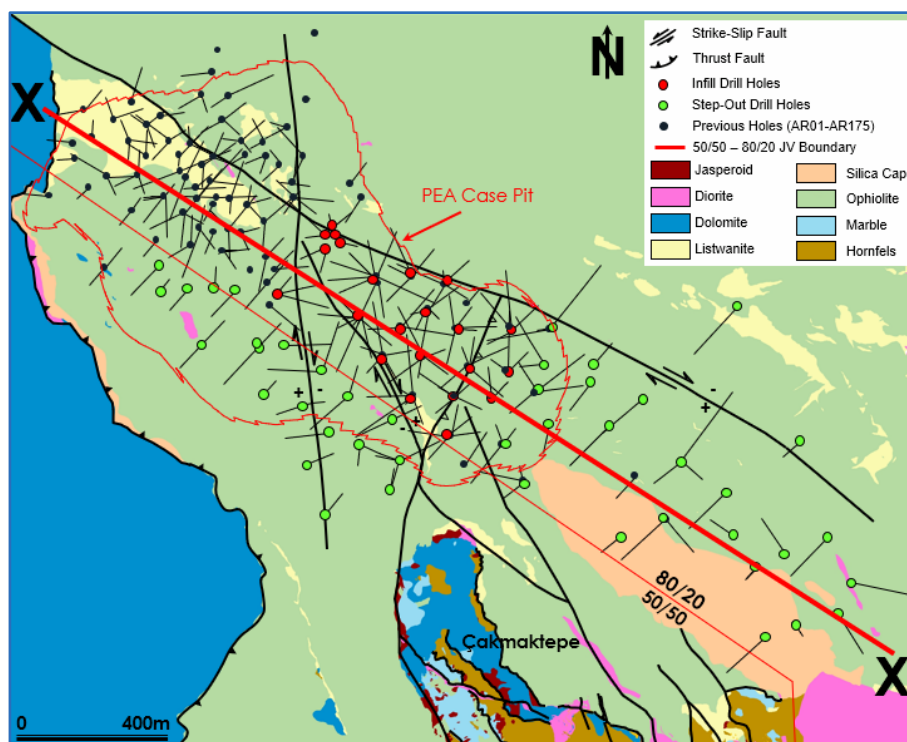 X
N
Strike-Slip Fault
Thrust Fault
Infill Drill Holes
Step-Out Drill Holes
Previous Holes (AR01-AR175)
50/50 – 80/20 JV Boundary
Jasperoid
Silica Cap
Diorite
Ophiolite
Dolomite
Marble
Listwanite
Hornfels
PEA Case Pit
+ -
- +
- +
80/20
50/50
Çakmaktepe
X
0 400m